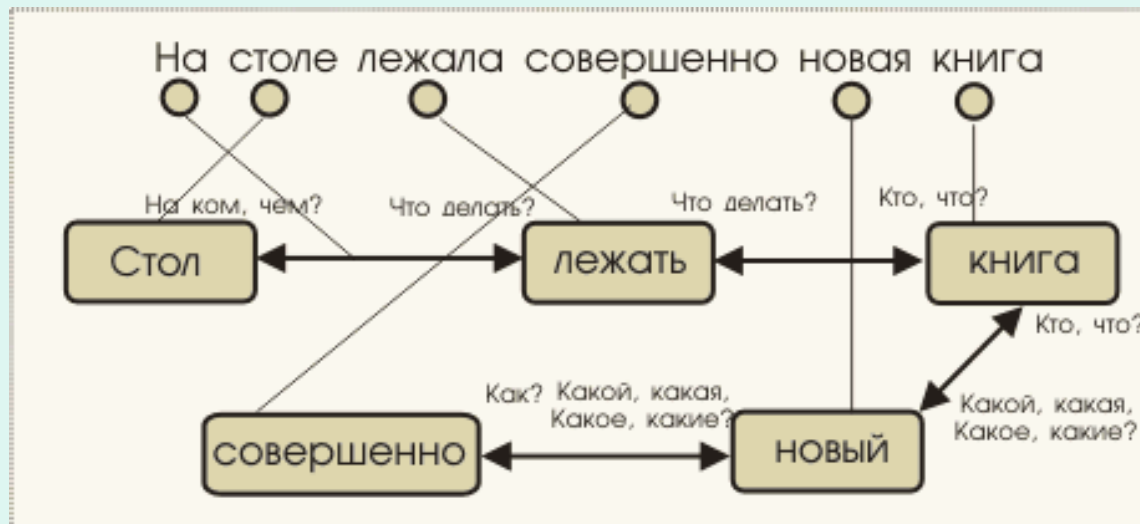 На столе лежала совершенно новая книга
На ком, чём? Что делать? Что делать? Кто, что?
Стол лежать книга
Кто, что?
Как? Какой, какая,
Какое, какие?
Какой, какая,
Какое, какие?
совершенно новый